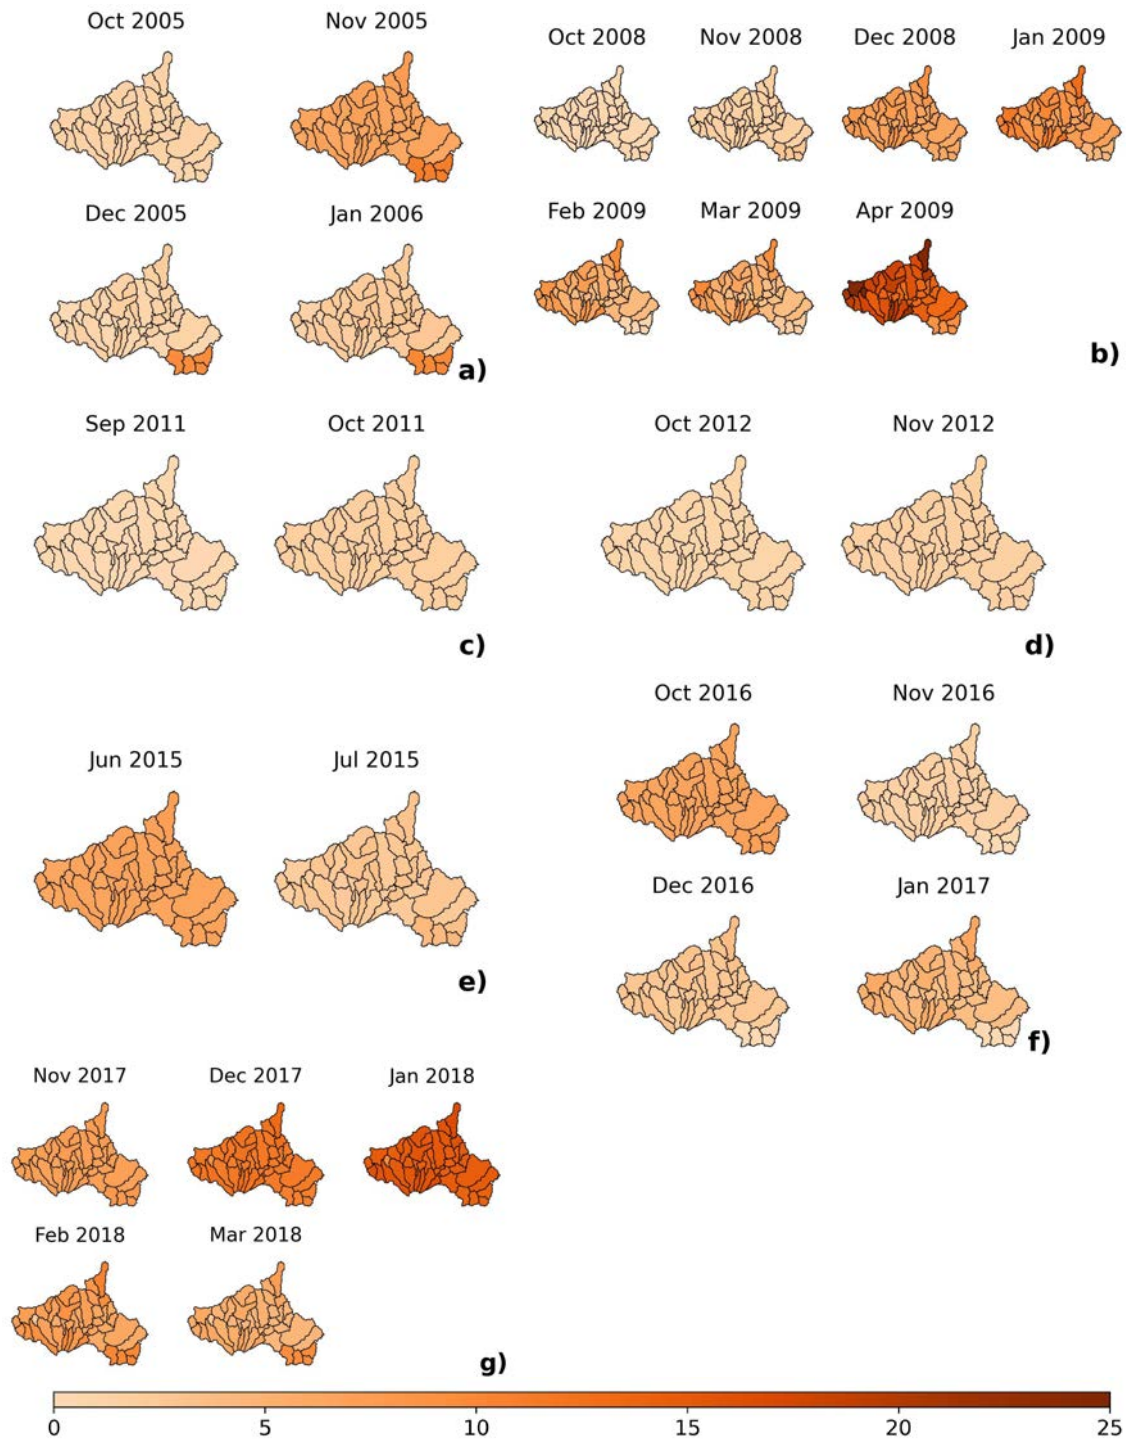 Oct 2005
Nov 2005
Dec 2005
Jan 2006
a)
Oct 2008
Nov 2008
Dec 2008
Jan 2009
Feb 2009
Mar 2009
Apr 2009
b)
Sep 2011
Oct 2011
c)
Oct 2012
Nov 2012
d)
Jun 2015
Jul 2015
e)
Oct 2016
Nov 2016
Dec 2016
Jan 2017
f)
Nov 2017
Dec 2017
Jan 2018
Feb 2018
Mar 2018
g)
0 5 10 15 20 25